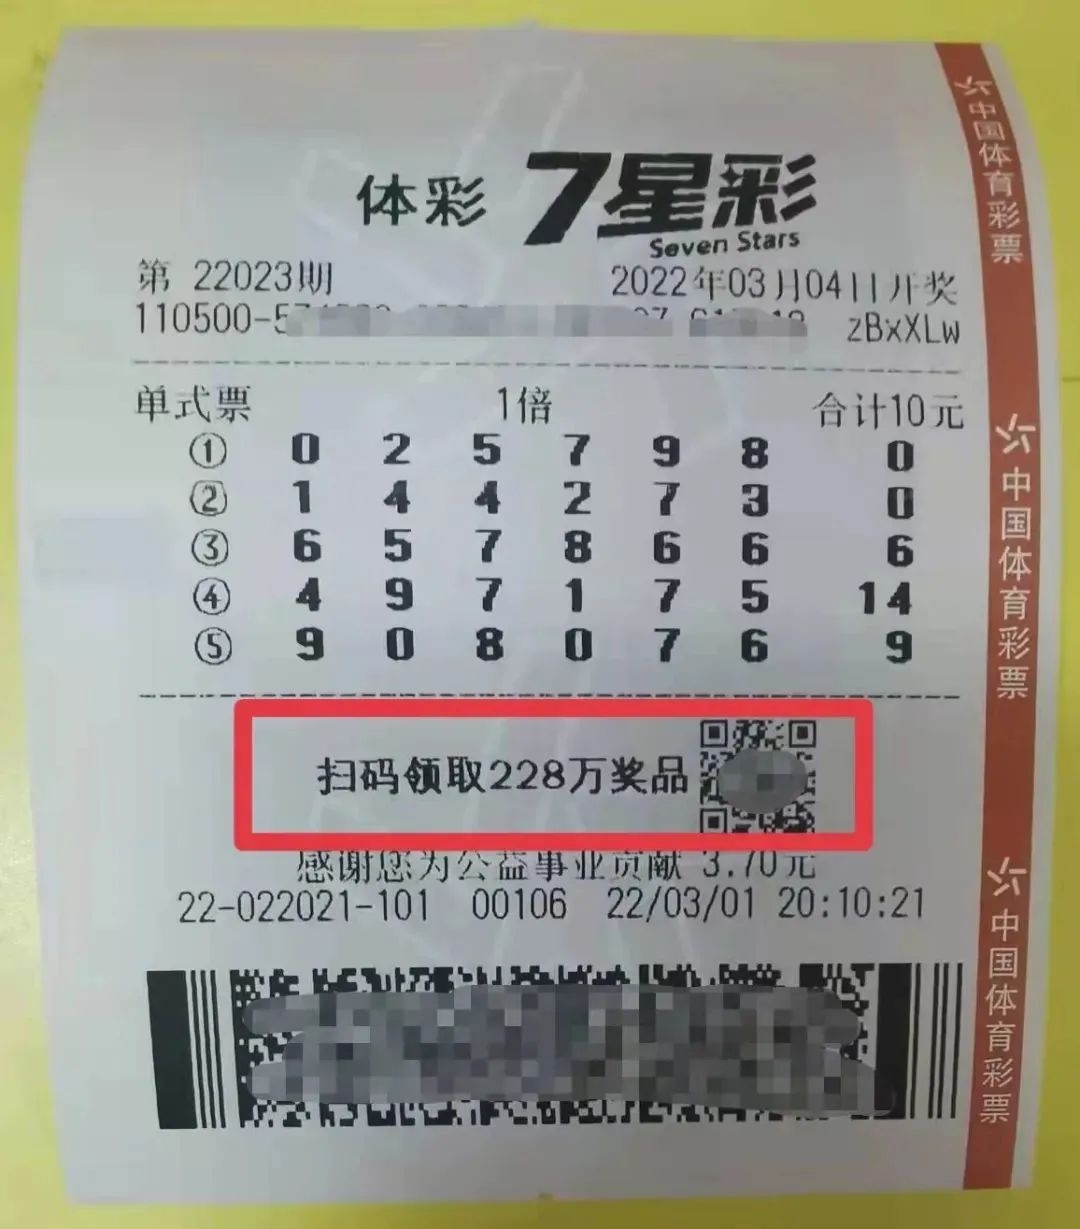 体彩 7星彩
Seven Stars
第 22023期 2022年03月04日开奖
110500-5 zBxXLw
单式票 1倍 合计10元
① 0 2 5 7 9 8 0
② 1 4 4 2 7 3 0
③ 6 5 7 8 6 6 6
④ 4 9 7 1 7 5 14
⑤ 9 0 8 0 7 6 9
扫码领取228万奖品
感谢您为公益事业贡献 3.70元
22-022021-101 00106 22/03/01 20:10:21
中国体育彩票
中国体育彩票
中国体育彩票